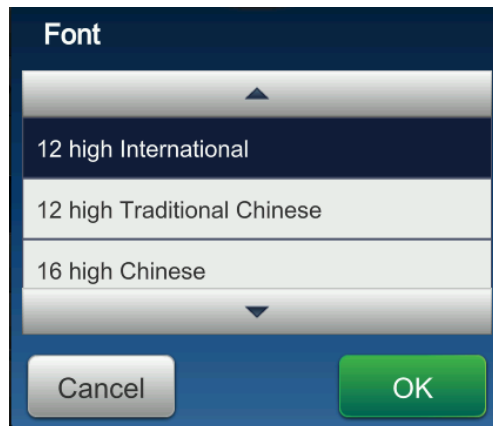 Font
12 high International
12 high Traditional Chinese
16 high Chinese
Cancel
OK